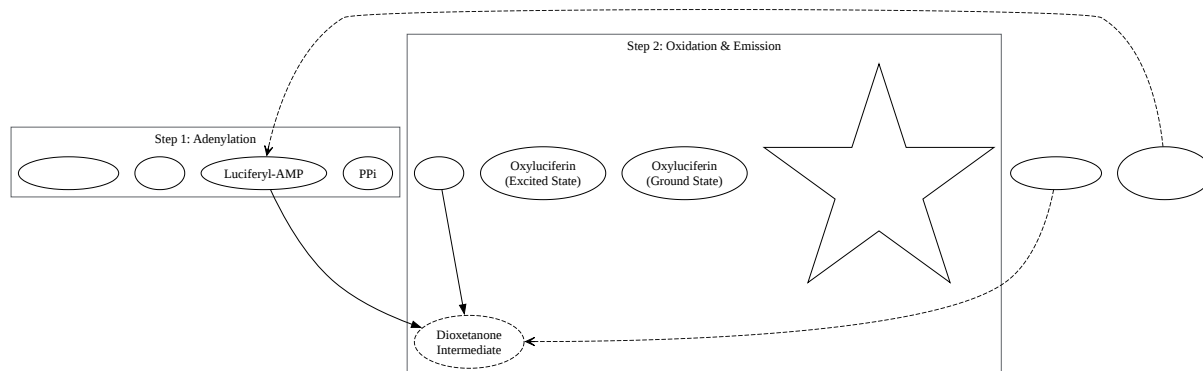 Step 2: Oxidation & Emission
Step 1: Adenylation
Luciferyl-AMP
PPi
Oxyluciferin
(Excited State)
Oxyluciferin
(Ground State)
Dioxetanone
Intermediate